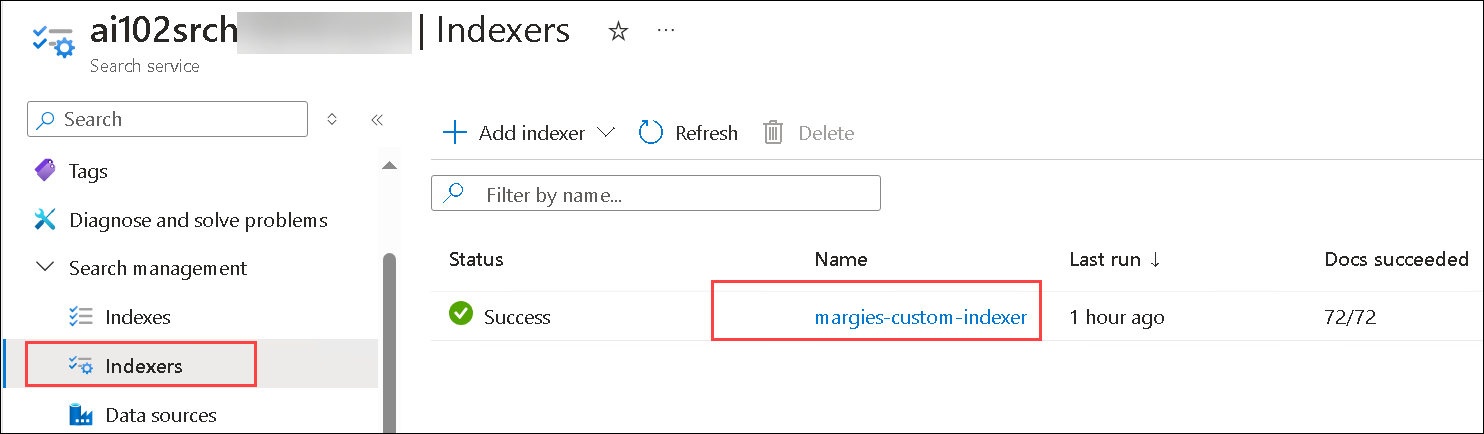 ai102srch | Indexers ☆ ...
Search service
Search
Tags
Diagnose and solve problems
Search management
Indexes
Indexers
Data sources
Add indexer Refresh Delete
Filter by name...
Status Name Last run ↓ Docs succeeded
Success margies-custom-indexer 1 hour ago 72/72